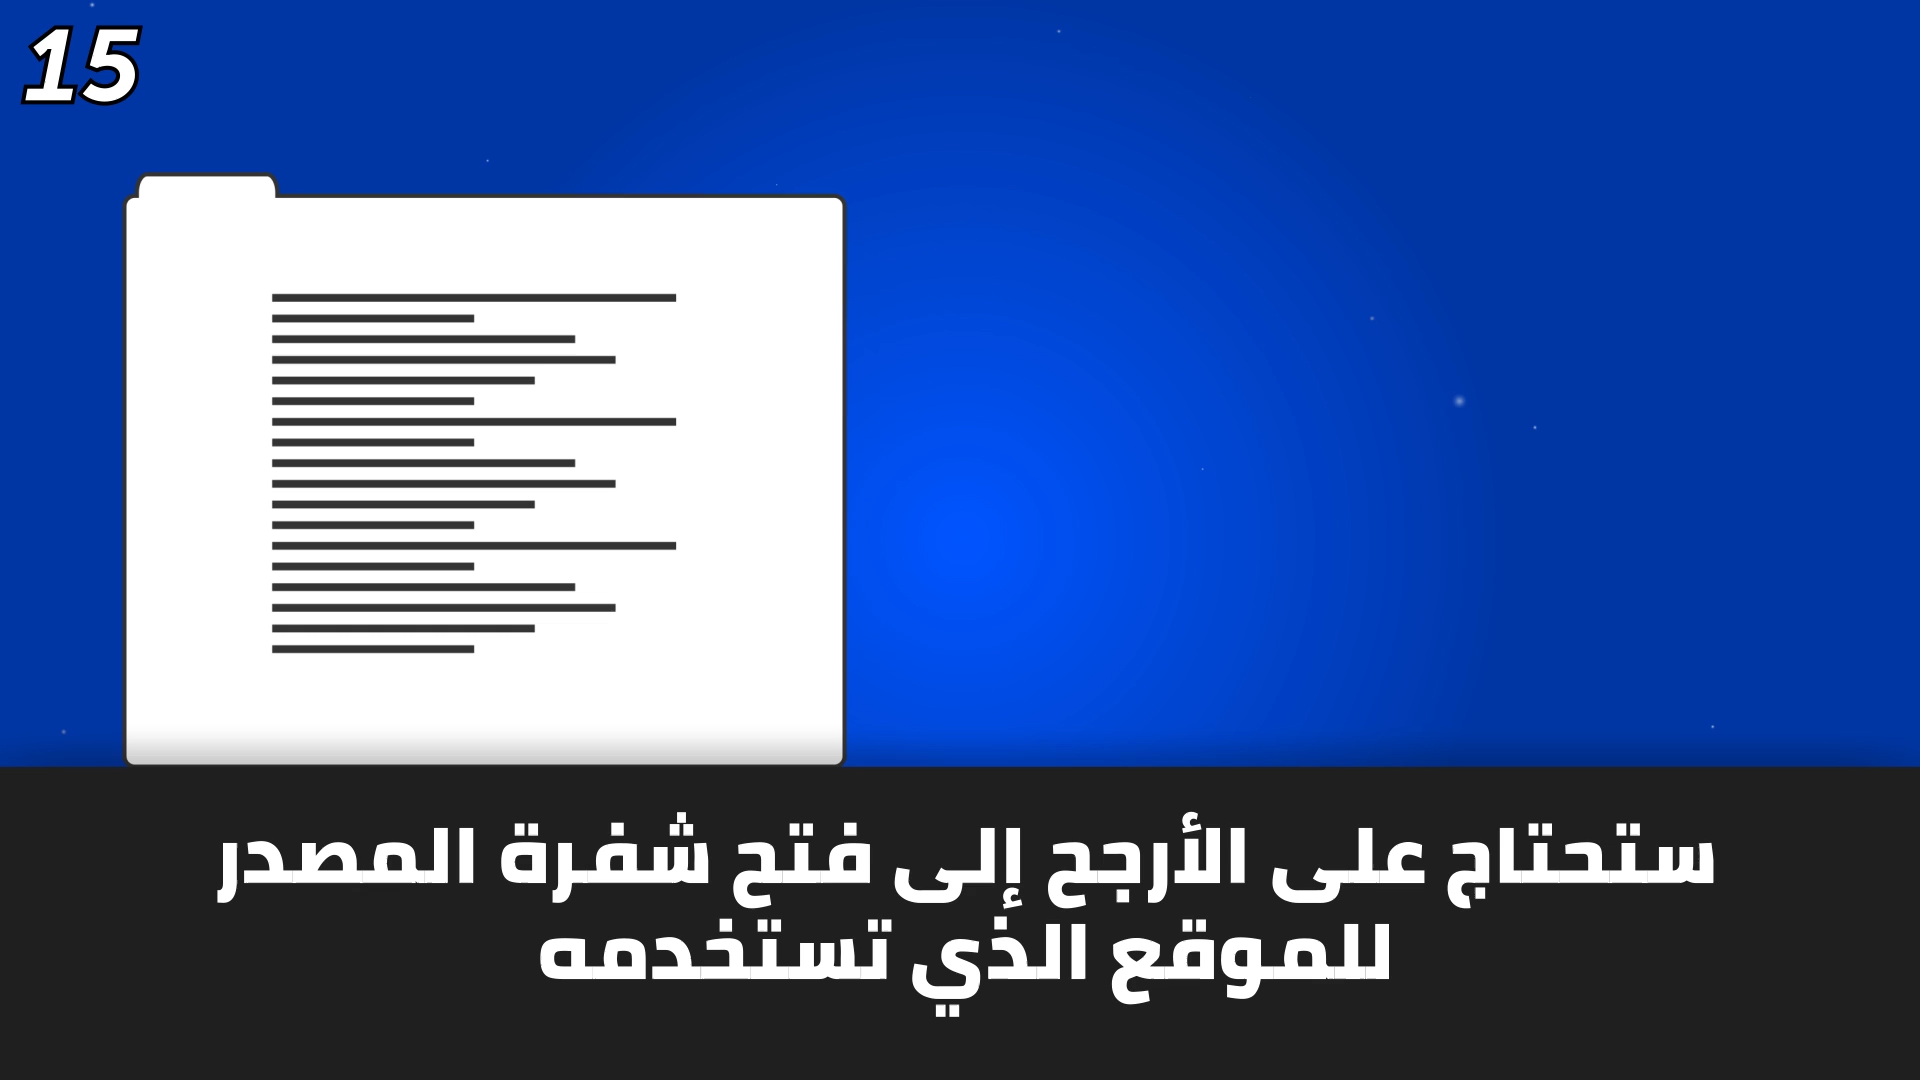 15
ستحتاج على الأرجح إلى فتح شفرة المصدر
للموقع الذي تستخدمه